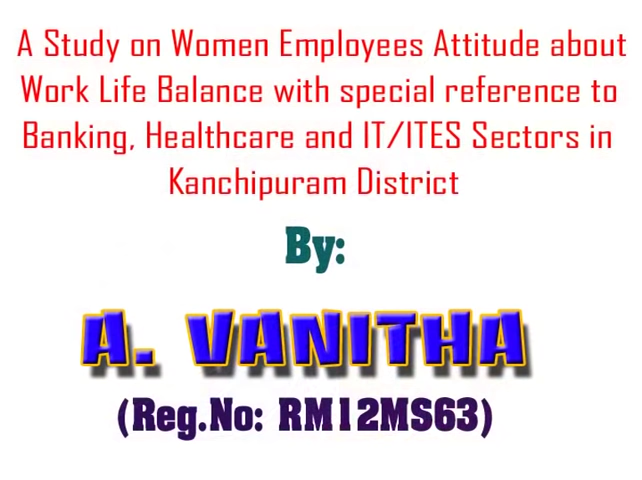 A Study on Women Employees Attitude about
Work Life Balance with special reference to
Banking, Healthcare and IT/ITES Sectors in
Kanchipuram District
By:
A. VANITHA
(Reg.No: RM12MS63)